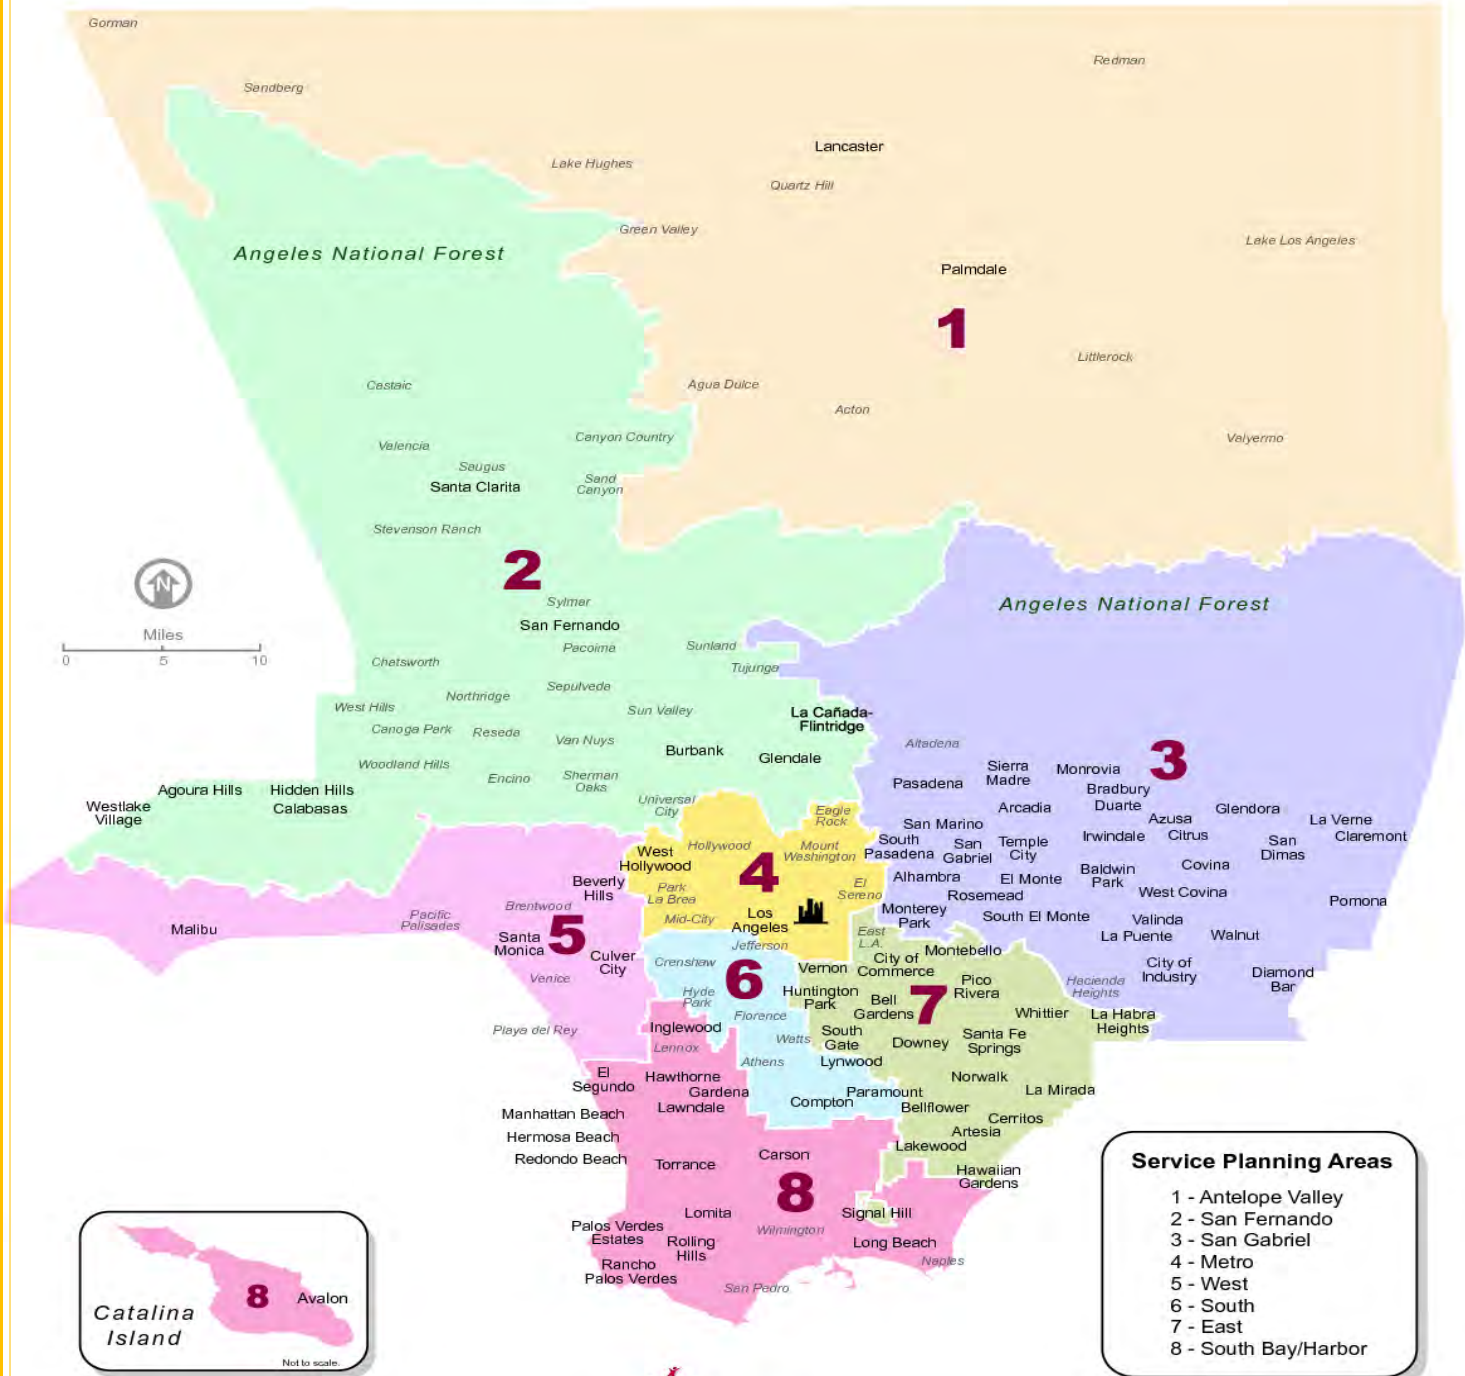 Gorman
Redman
Sandberg
Lancaster
Lake Hughes
Quartz Hill
Green Valley
Lake Los Angeles
Angeles National Forest
Palmdale
1
Littlerock
Castaic
Agua Dulce
Acton
Canyon Country
Valyermo
Valencia
Saugus
Santa Clarita
Sand
Canyon
Stevenson Ranch
2
N
Miles
0 5 10
Sylmar
San Fernando
Pacoima
Sunland
Tujunga
Angeles National Forest
Chatsworth
Northridge
Sepulveda
West Hills
Sun Valley
La Cañada-
Flintridge
Canoga Park
Reseda
Van Nuys
Burbank
Glendale
Woodland Hills
Encino
Sherman
Oaks
Universal
City
Agoura Hills
Hidden Hills
Calabasas
Westlake
Village
Altadena
3
Pasadena
Sierra
Madre
Monrovia
Bradbury
Duarte
Arcadia
Azusa
Glendora
La Verne
Claremont
San Marino
South
Pasadena
San
Gabriel
Temple
City
Irwindale
Citrus
San
Dimas
Alhambra
El Monte
Baldwin
Park
Covina
Rosemead
West Covina
Pomona
Monterey
Park
South El Monte
Valinda
La Puente
Walnut
City of
Industry
Diamond
Bar
Hacienda
Heights
Eagle
Rock
Hollywood
Mount
Washington
West
Hollywood
4
Park
La Brea
El
Sereno
Mid-City
Los
Angeles
Beverly
Hills
Brentwood
5
Pacific
Palisades
Malibu
Santa
Monica
Culver
City
Venice
Playa del Rey
Jefferson
Crenshaw
6
Hyde
Park
Florence
Watts
Athens
Lynwood
Compton
Paramount
East
L.A.
Montebello
City of
Commerce
Vernon
Pico
Rivera
Huntington
Park
Bell
Gardens
7
Whittier
La Habra
Heights
South
Gate
Downey
Santa Fe
Springs
Norwalk
La Mirada
Bellflower
Cerritos
Artesia
Lakewood
Hawaiian
Gardens
Inglewood
Lennox
El
Segundo
Hawthorne
Gardena
Lawndale
Manhattan Beach
Hermosa Beach
Redondo Beach
Torrance
Carson
8
Lomita
Signal Hill
Wilmington
Palos Verdes
Estates
Rolling
Hills
Long Beach
Rancho
Palos Verdes
Naples
San Pedro
8
Avalon
Catalina
Island
Not to scale.
Service Planning Areas
1 - Antelope Valley
2 - San Fernando
3 - San Gabriel
4 - Metro
5 - West
6 - South
7 - East
8 - South Bay/Harbor